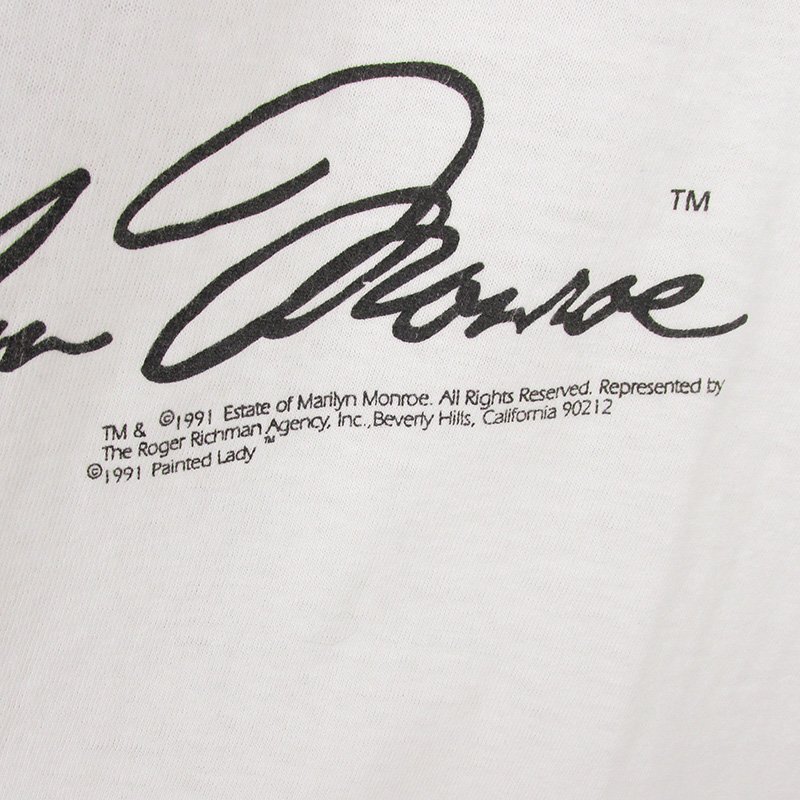 n Monroe TM
TM & ©1991 Estate of Marilyn Monroe. All Rights Reserved. Represented by
The Roger Richman Agency, Inc., Beverly Hills, California 90212
©1991 Painted Lady™